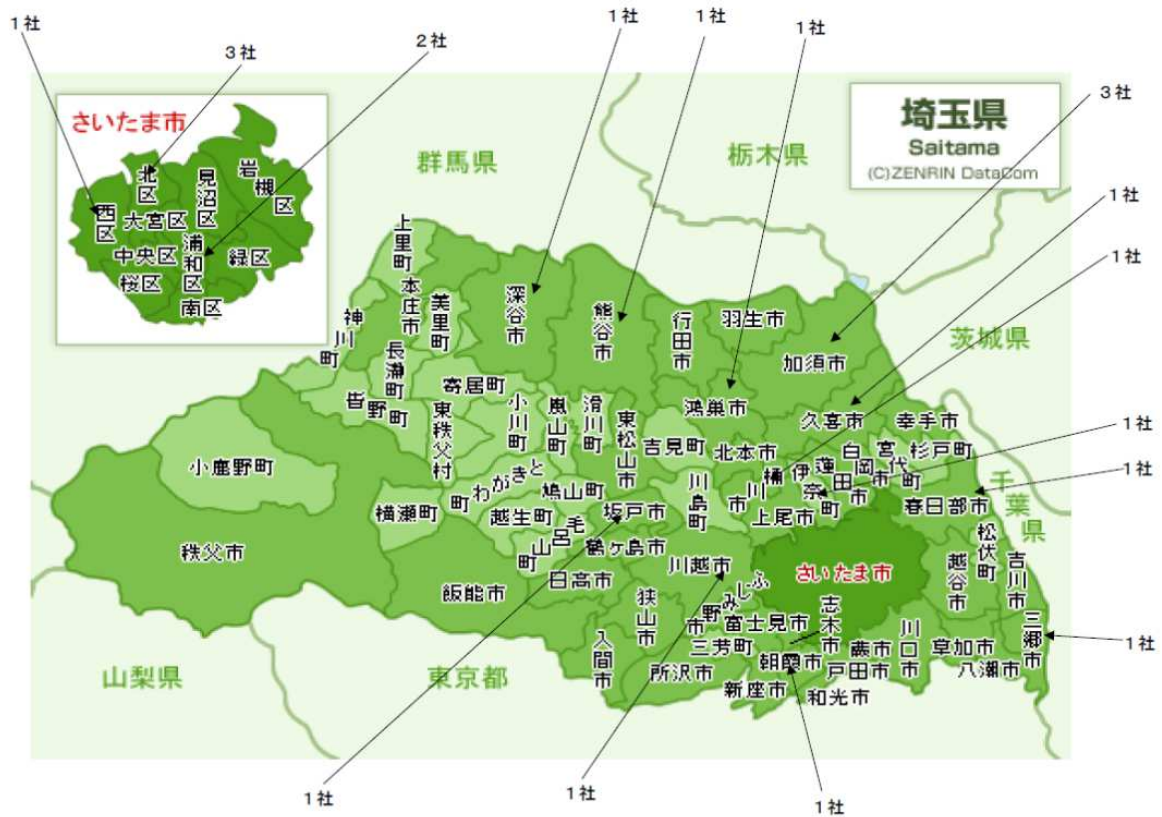 1社
3社
2社
1社
1社
1社
3社
1社
1社
1社
1社
1社
1社
1社
1社
さいたま市
北区
西区
大宮区
見沼区
岩槻区
中央区
浦和区
緑区
桜区
南区
埼玉県
Saitama
(C)ZENRIN DataCom
群馬県
栃木県
茨城県
千葉県
東京都
山梨県
上里町
本庄市
美里町
神川町
深谷市
熊谷市
行田市
羽生市
加須市
長瀞町
寄居町
皆野町
東秩父村
小川町
嵐山町
滑川町
東松山市
吉見町
鴻巣市
北本市
久喜市
幸手市
小鹿野町
横瀬町
秩父市
ときがわ町
鳩山町
越生町
毛呂山町
坂戸市
鶴ヶ島市
川島町
桶川市
伊奈町
蓮田市
白岡市
宮代町
杉戸町
上尾市
春日部市
松伏町
飯能市
日高市
川越市
さいたま市
越谷市
吉川市
狭山市
ふじみ野市
富士見市
志木市
三芳町
入間市
所沢市
朝霞市
新座市
和光市
戸田市
蕨市
川口市
草加市
八潮市
三郷市